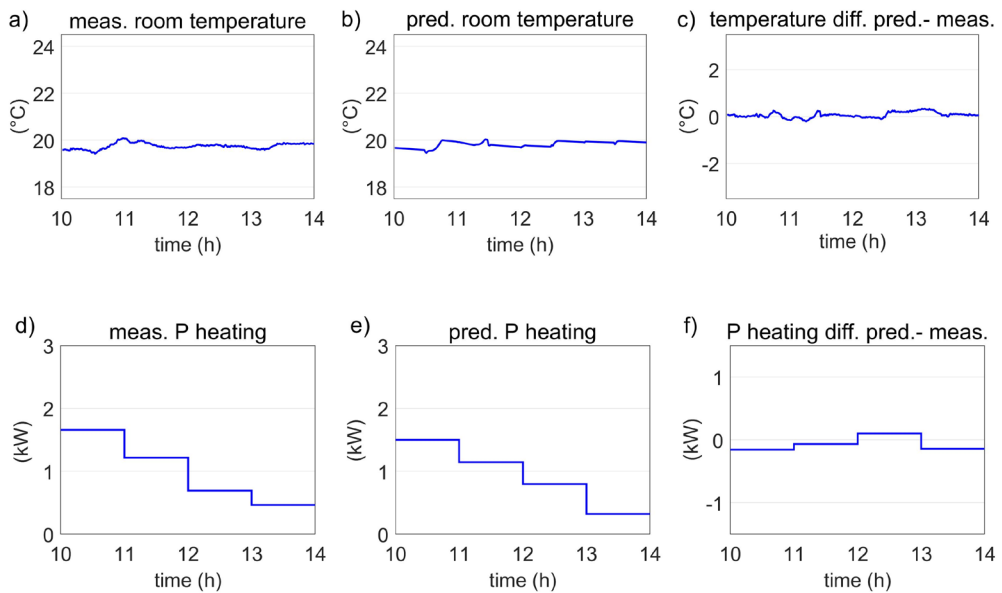 a) meas. room temperature
24
22
20
18
(°C)
10 11 12 13 14
time (h)
b) pred. room temperature
24
22
20
18
(°C)
10 11 12 13 14
time (h)
c) temperature diff. pred.- meas.
2
0
-2
(°C)
10 11 12 13 14
time (h)
d) meas. P heating
3
2
1
0
(kW)
10 11 12 13 14
time (h)
e) pred. P heating
3
2
1
0
(kW)
10 11 12 13 14
time (h)
f) P heating diff. pred.- meas.
1
0
-1
(kW)
10 11 12 13 14
time (h)